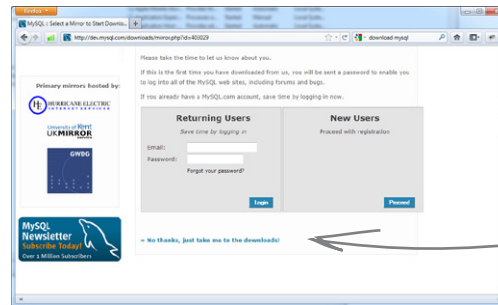 MySQL :: Select a Mirror to Start Downlo...
http://dev.mysql.com/downloads/mirror.php?id=403029
download mysql
Please take the time to let us know about you.
If this is the first time you have downloaded from us, you will be sent a password to enable you
to log into all of the MySQL web sites, including forums and bugs.
If you already have a MySQL.com account, save time by logging in now.
Primary mirrors hosted by:
HE HURRICANE ELECTRIC
INTERNET SERVICES
University of Kent
UKMIRROR
SERVICE
GWDG
Returning Users
Save time by logging in
Email:
Password:
Forgot your password?
Login
New Users
Proceed with registration
Proceed
MySQL
Newsletter
Subscribe Today!
Over 1 Million Subscribers
» No thanks, just take me to the downloads!